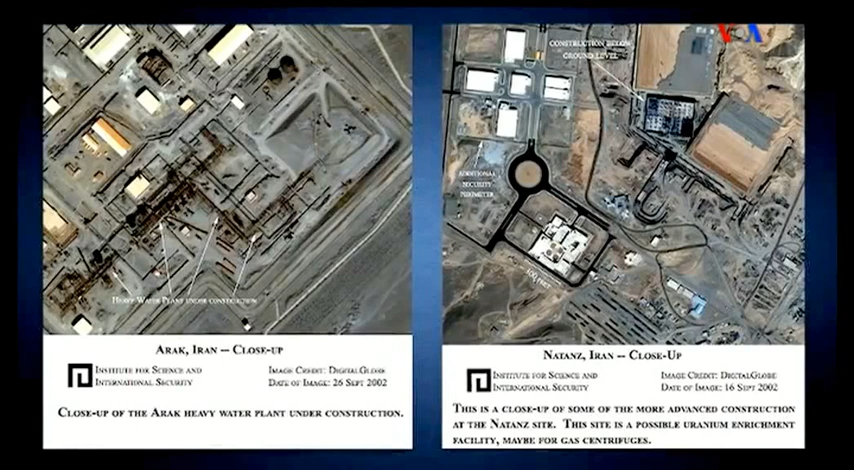 VOA
HEAVY WATER PLANT UNDER CONSTRUCTION
ARAK, IRAN -- CLOSE-UP
INSTITUTE FOR SCIENCE AND
INTERNATIONAL SECURITY
IMAGE CREDIT: DIGITALGLOBE
DATE OF IMAGE: 26 SEPT 2002
CLOSE-UP OF THE ARAK HEAVY WATER PLANT UNDER CONSTRUCTION.
CONSTRUCTION BELOW
GROUND LEVEL
ADDITIONAL
SECURITY
PERIMETER
100 FEET
NATANZ, IRAN -- CLOSE-UP
INSTITUTE FOR SCIENCE AND
INTERNATIONAL SECURITY
IMAGE CREDIT: DIGITALGLOBE
DATE OF IMAGE: 16 SEPT 2002
THIS IS A CLOSE-UP OF SOME OF THE MORE ADVANCED CONSTRUCTION
AT THE NATANZ SITE. THIS SITE IS A POSSIBLE URANIUM ENRICHMENT
FACILITY, MAYBE FOR GAS CENTRIFUGES.